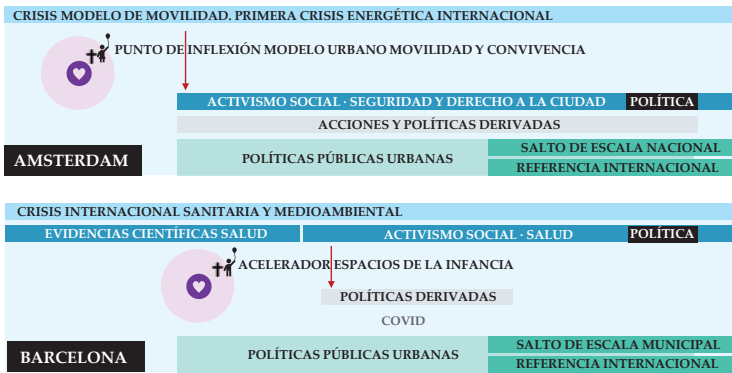 CRISIS MODELO DE MOVILIDAD. PRIMERA CRISIS ENERGÉTICA INTERNACIONAL
PUNTO DE INFLEXIÓN MODELO URBANO MOVILIDAD Y CONVIVENCIA
ACTIVISMO SOCIAL · SEGURIDAD Y DERECHO A LA CIUDAD POLÍTICA
ACCIONES Y POLÍTICAS DERIVADAS
AMSTERDAM
POLÍTICAS PÚBLICAS URBANAS
SALTO DE ESCALA NACIONAL
REFERENCIA INTERNACIONAL
CRISIS INTERNACIONAL SANITARIA Y MEDIOAMBIENTAL
EVIDENCIAS CIENTÍFICAS SALUD ACTIVISMO SOCIAL · SALUD POLÍTICA
ACELERADOR ESPACIOS DE LA INFANCIA
POLÍTICAS DERIVADAS
COVID
BARCELONA
POLÍTICAS PÚBLICAS URBANAS
SALTO DE ESCALA MUNICIPAL
REFERENCIA INTERNACIONAL